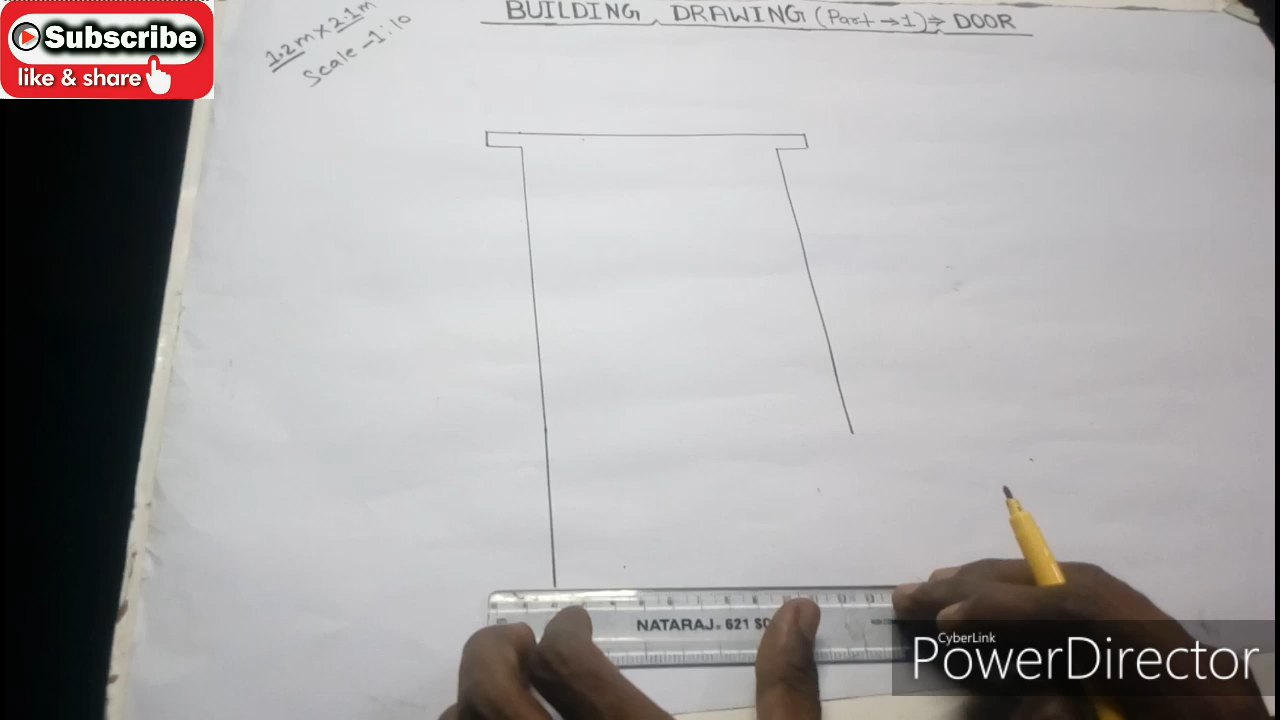 Subscribe
like & share
1.2m X 2.1m
Scale - 1:10
BUILDING DRAWING (Part → 1) ⇒ DOOR
NATARAJ 621
CyberLink
PowerDirector